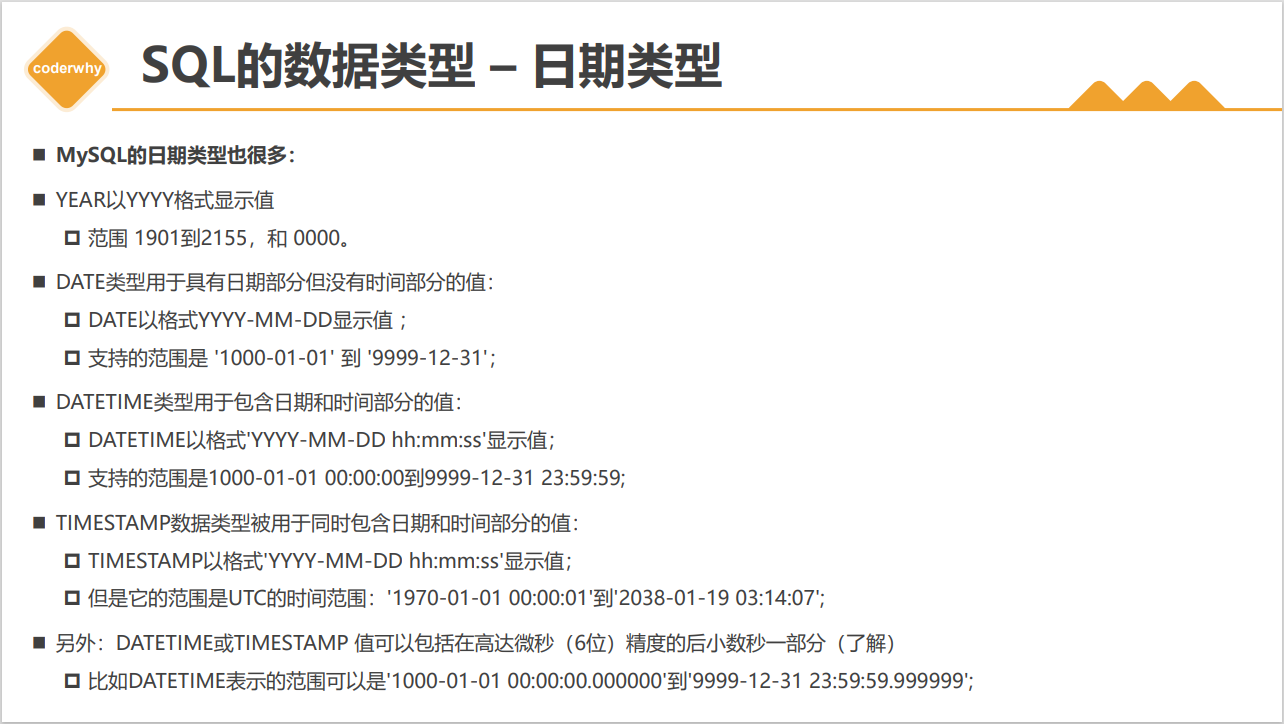 coderwhy
SQL的数据类型 – 日期类型
MySQL的日期类型也很多：
YEAR以YYYY格式显示值
范围 1901到2155，和 0000。
DATE类型用于具有日期部分但没有时间部分的值：
DATE以格式YYYY-MM-DD显示值 ；
支持的范围是 '1000-01-01' 到 '9999-12-31'；
DATETIME类型用于包含日期和时间部分的值：
DATETIME以格式'YYYY-MM-DD hh:mm:ss'显示值；
支持的范围是1000-01-01 00:00:00到9999-12-31 23:59:59;
TIMESTAMP数据类型被用于同时包含日期和时间部分的值：
TIMESTAMP以格式'YYYY-MM-DD hh:mm:ss'显示值；
但是它的范围是UTC的时间范围：'1970-01-01 00:00:01'到'2038-01-19 03:14:07';
另外：DATETIME或TIMESTAMP 值可以包括在高达微秒（6位）精度的后小数秒一部分（了解）
比如DATETIME表示的范围可以是'1000-01-01 00:00:00.000000'到'9999-12-31 23:59:59.999999';